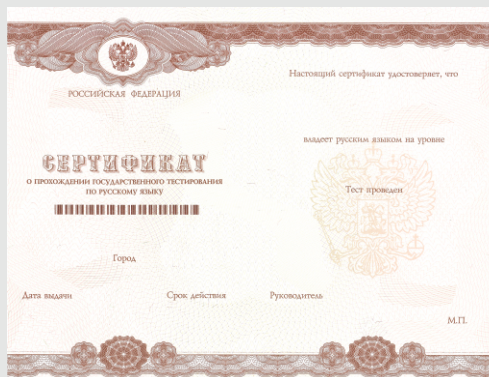 РОССИЙСКАЯ ФЕДЕРАЦИЯ
СЕРТИФИКАТ
О ПРОХОЖДЕНИИ ГОСУДАРСТВЕННОГО ТЕСТИРОВАНИЯ
ПО РУССКОМУ ЯЗЫКУ
Город
Дата выдачи
Срок действия
Настоящий сертификат удостоверяет, что
владеет русским языком на уровне
Тест проведен
Руководитель
М.П.